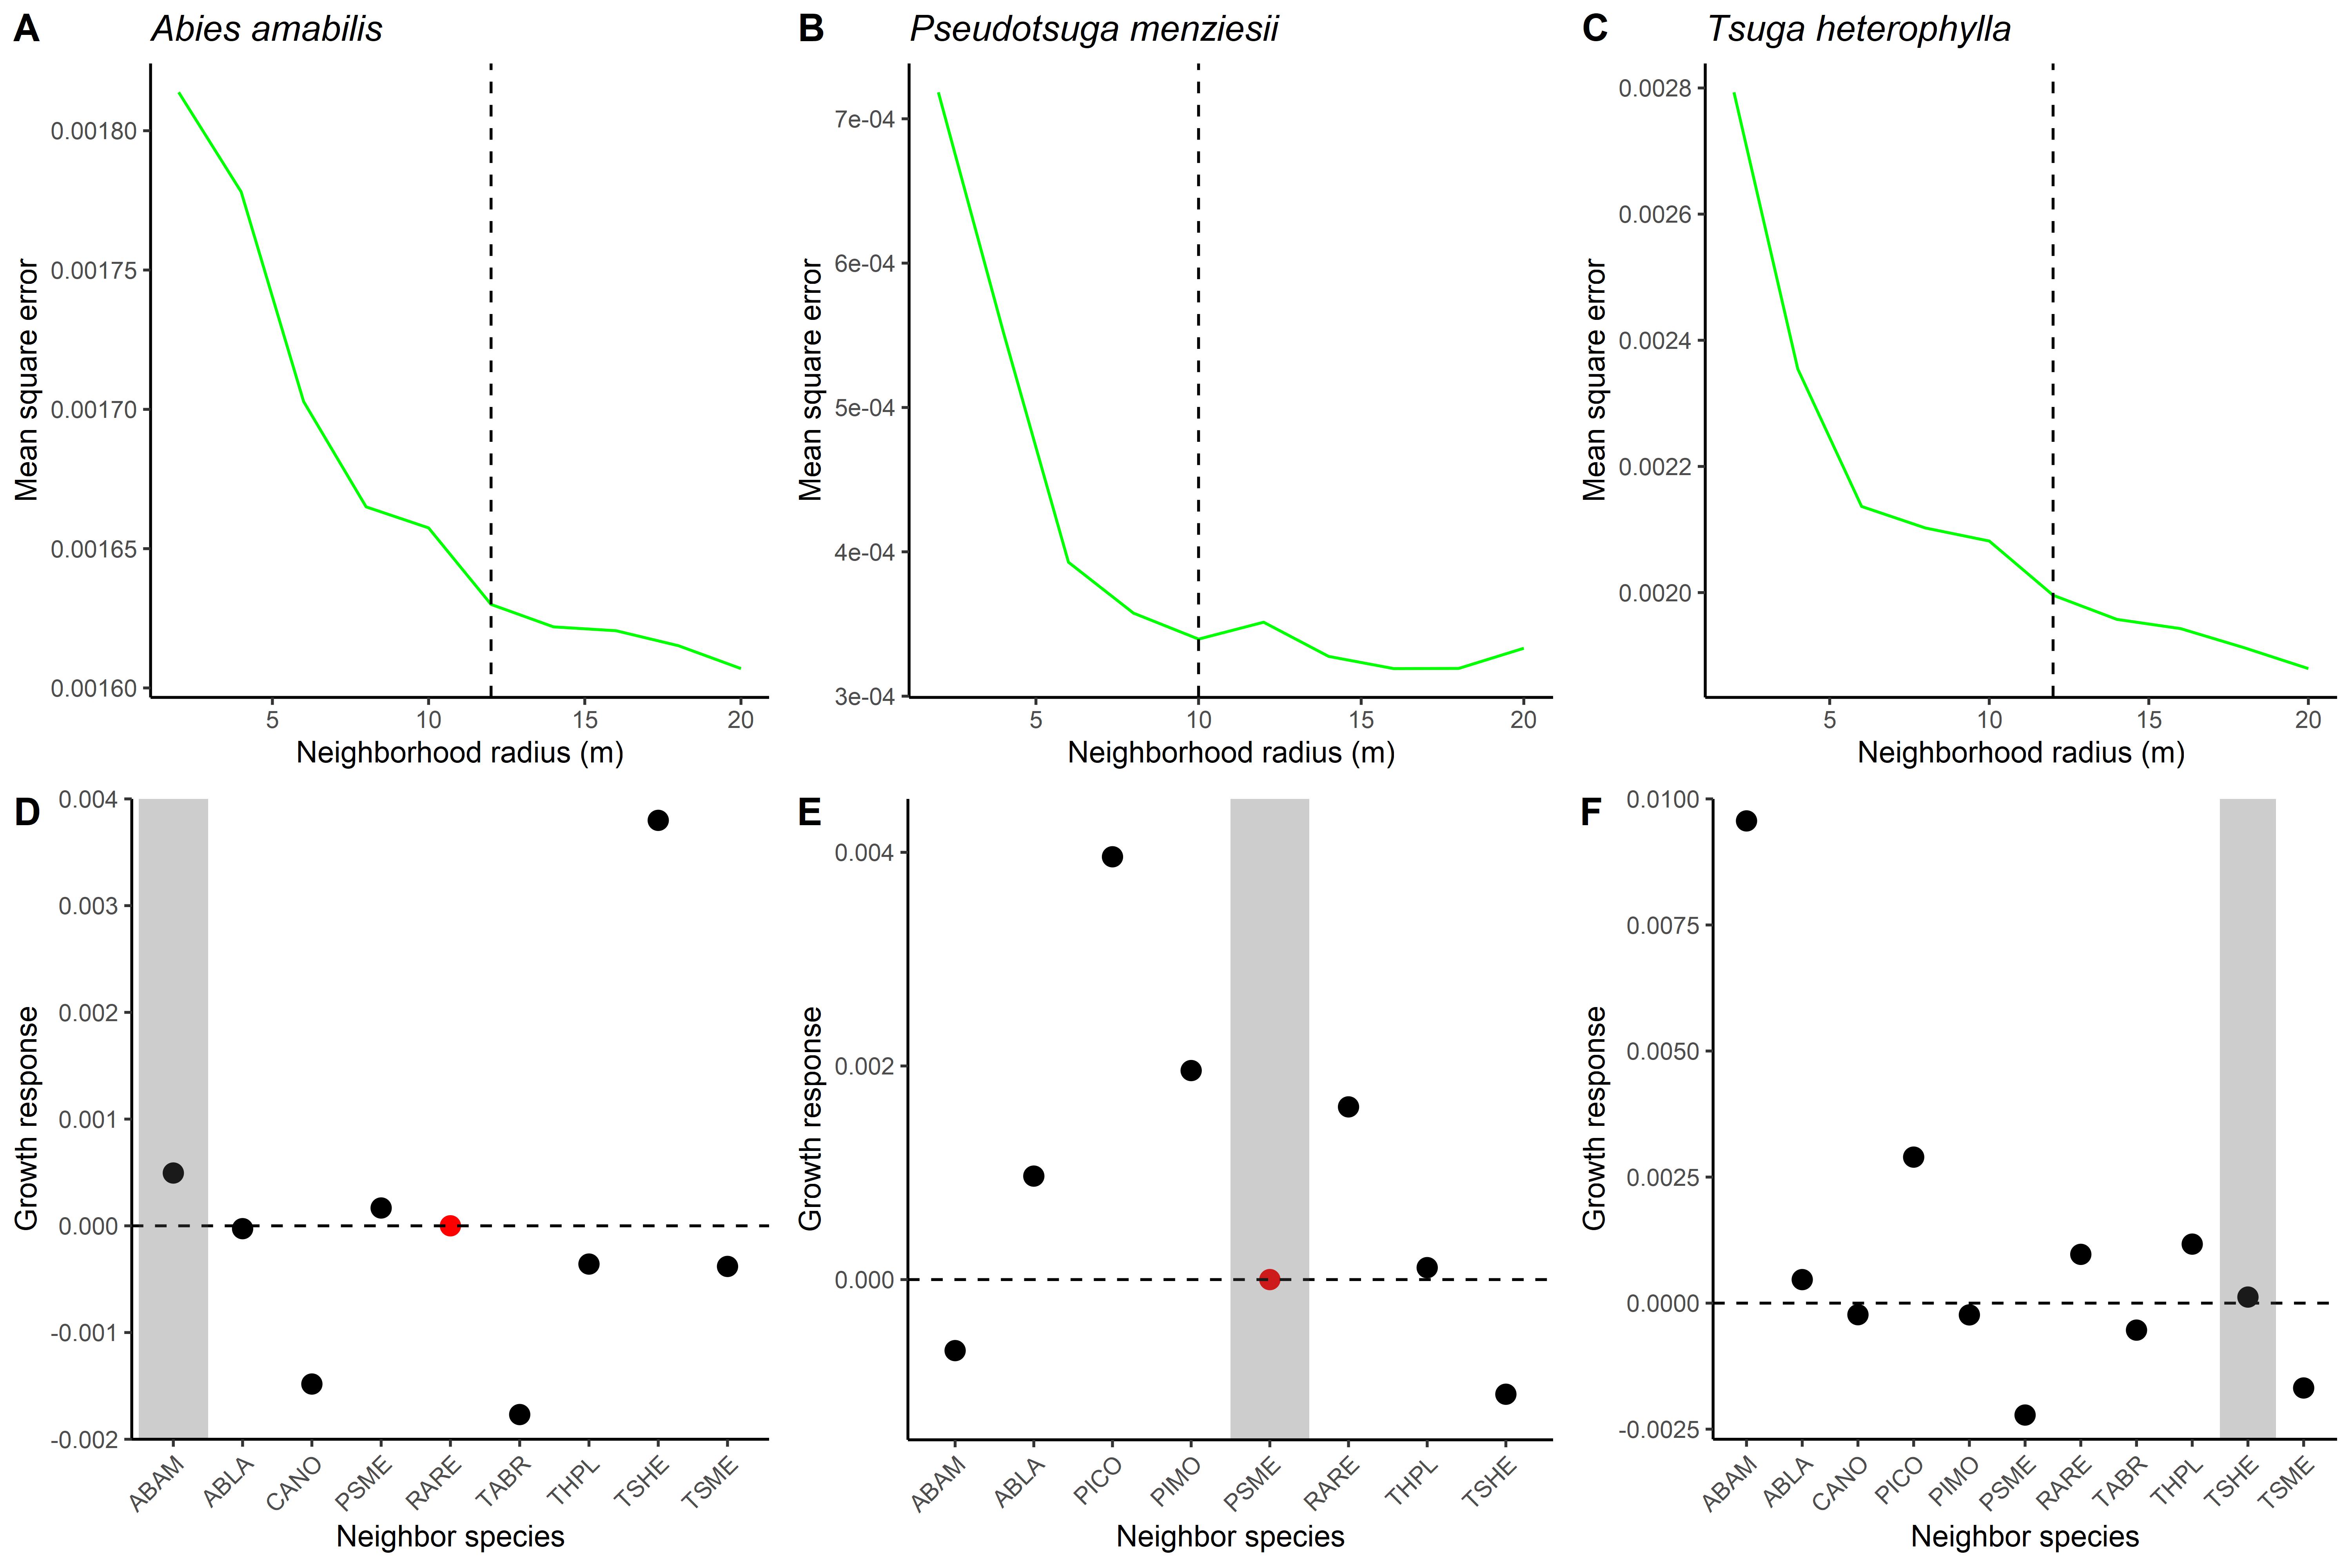 A Abies amabilis
Mean square error
0.00180
0.00175
0.00170
0.00165
0.00160
5 10 15 20
Neighborhood radius (m)
B Pseudotsuga menziesii
Mean square error
7e-04
6e-04
5e-04
4e-04
3e-04
5 10 15 20
Neighborhood radius (m)
C Tsuga heterophylla
Mean square error
0.0028
0.0026
0.0024
0.0022
0.0020
5 10 15 20
Neighborhood radius (m)
D
Growth response
0.004
0.003
0.002
0.001
0.000
-0.001
-0.002
ABAM ABLA CANO PSME RARE TABR THPL TSHE TSME
Neighbor species
E
Growth response
0.004
0.002
0.000
ABAM ABLA PICO PIMO PSME RARE THPL TSHE
Neighbor species
F
Growth response
0.0100
0.0075
0.0050
0.0025
0.0000
-0.0025
ABAM ABLA CANO PICO PIMO PSME RARE TABR THPL TSHE TSME
Neighbor species